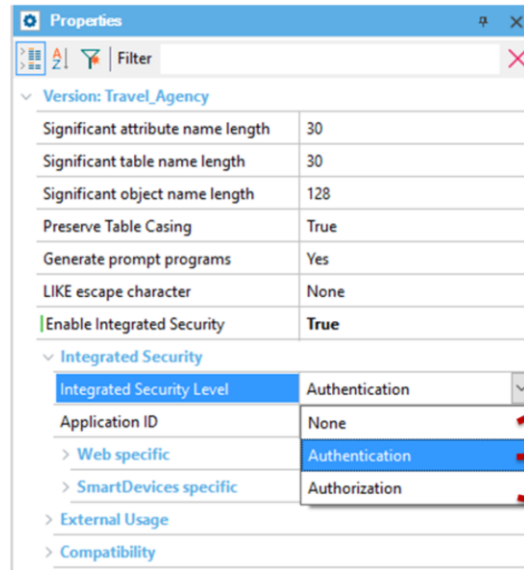 Properties
Filter
Version: Travel_Agency
Significant attribute name length 30
Significant table name length 30
Significant object name length 128
Preserve Table Casing True
Generate prompt programs Yes
LIKE escape character None
Enable Integrated Security True
Integrated Security
Integrated Security Level Authentication
Application ID None
Web specific Authentication
SmartDevices specific Authorization
External Usage
Compatibility